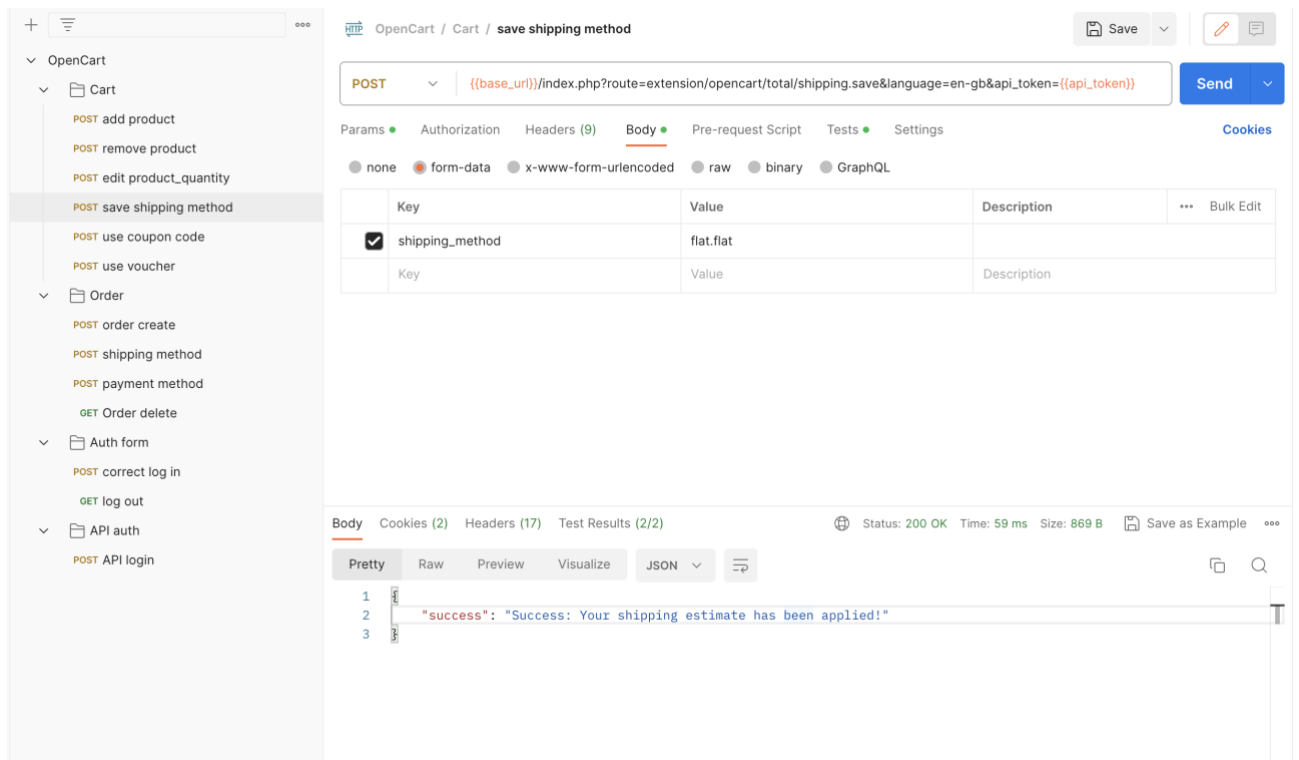 OpenCart
Cart
POST add product
POST remove product
POST edit product_quantity
POST save shipping method
POST use coupon code
POST use voucher
Order
POST order create
POST shipping method
POST payment method
GET Order delete
Auth form
POST correct log in
GET log out
API auth
POST API login
HTTP OpenCart / Cart / save shipping method
Save
POST {{base_url}}/index.php?route=extension/opencart/total/shipping.save&language=en-gb&api_token={{api_token}}
Send
Params Authorization Headers (9) Body Pre-request Script Tests Settings Cookies
none form-data x-www-form-urlencoded raw binary GraphQL
Key Value Description Bulk Edit
shipping_method flat.flat
Key Value Description
Body Cookies (2) Headers (17) Test Results (2/2) Status: 200 OK Time: 59 ms Size: 869 B Save as Example
Pretty Raw Preview Visualize JSON
1 {
2 "success": "Success: Your shipping estimate has been applied!"
3 }